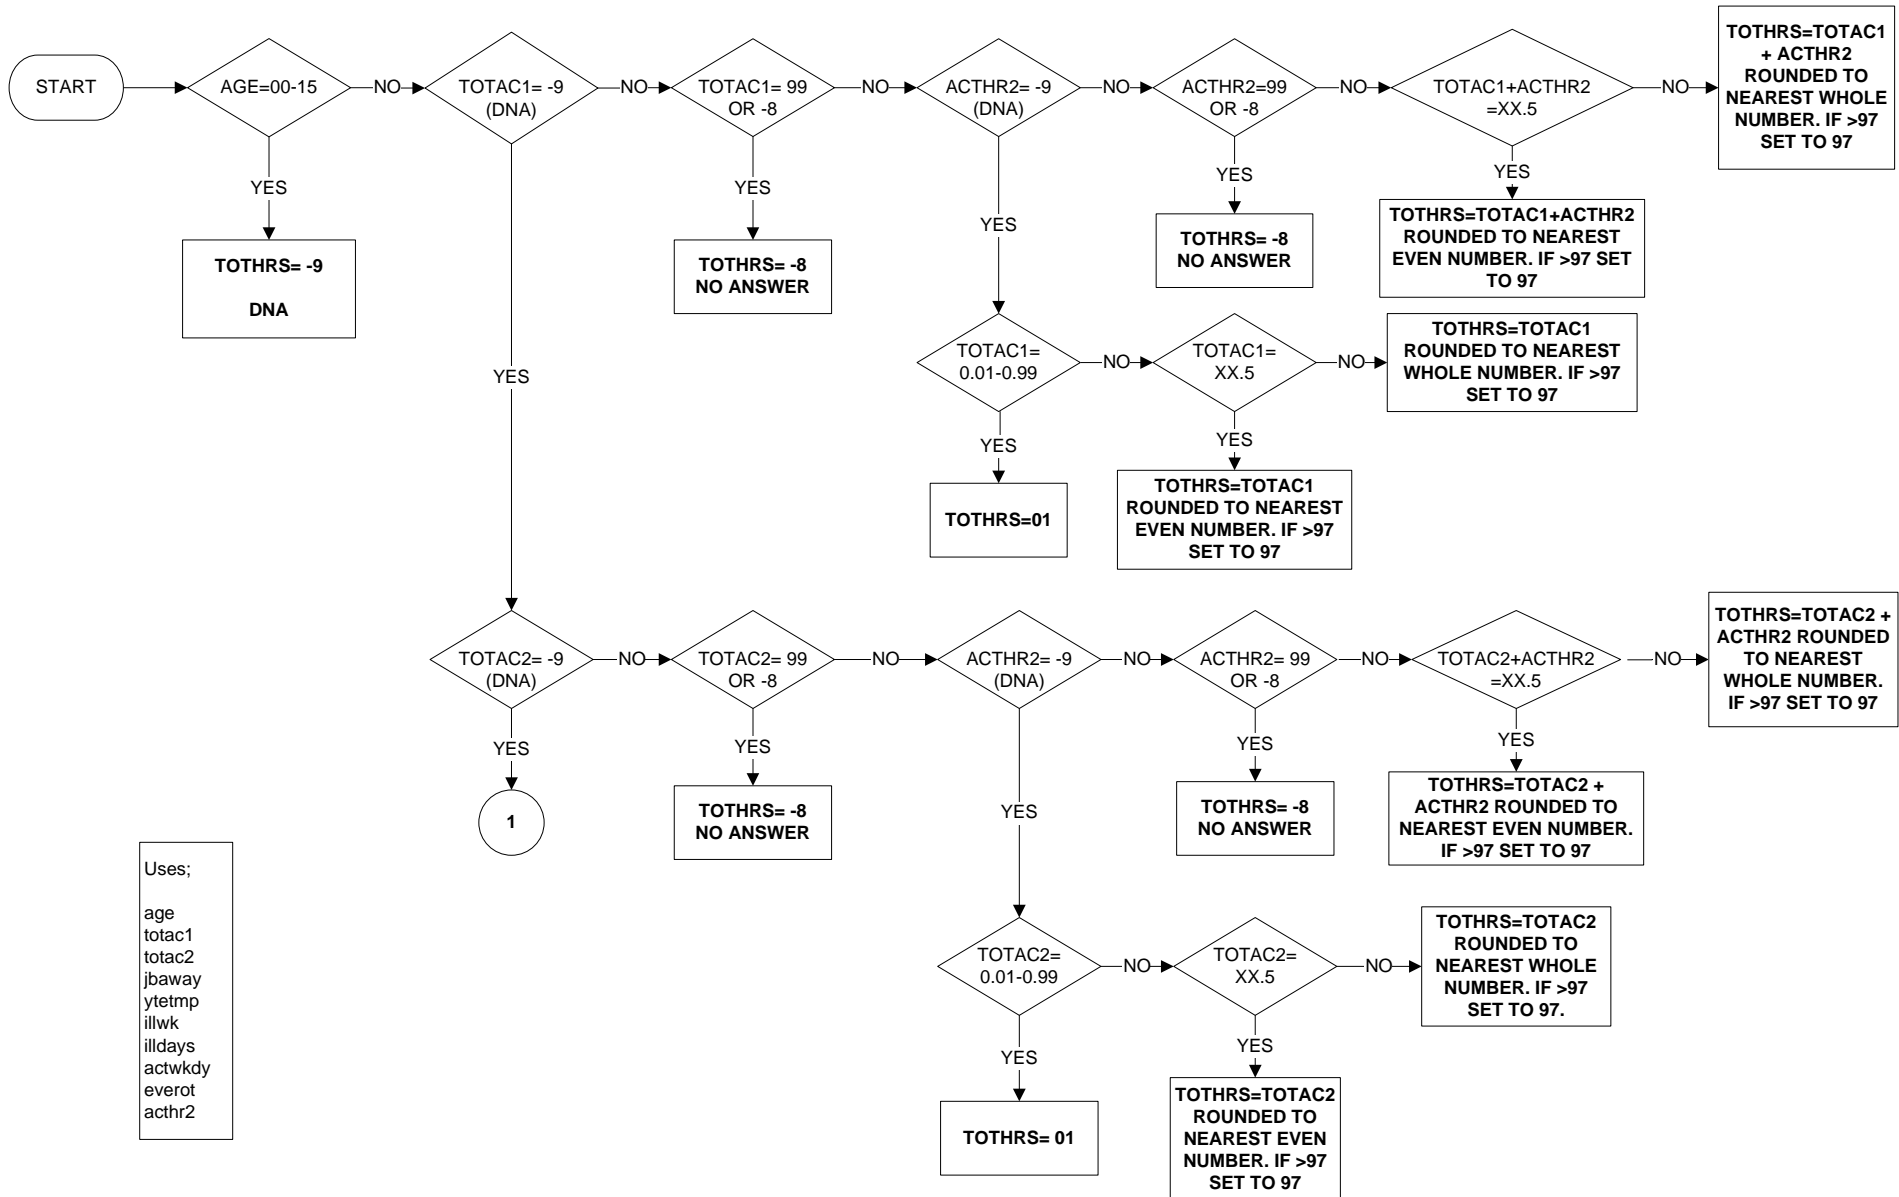 START
AGE=00-15
NO
TOTAC1= -9
(DNA)
NO
TOTAC1= 99
OR -8
NO
ACTHR2= -9
(DNA)
NO
ACTHR2=99
OR -8
NO
TOTAC1+ACTHR2
=XX.5
NO
TOTHRS=TOTAC1
+ ACTHR2
ROUNDED TO
NEAREST WHOLE
NUMBER. IF >97
SET TO 97
YES
TOTHRS= -9
DNA
YES
YES
TOTHRS= -8
NO ANSWER
YES
YES
TOTHRS= -8
NO ANSWER
YES
TOTHRS=TOTAC1+ACTHR2
ROUNDED TO NEAREST
EVEN NUMBER. IF >97 SET
TO 97
TOTAC1=
0.01-0.99
NO
TOTAC1=
XX.5
NO
TOTHRS=TOTAC1
ROUNDED TO NEAREST
WHOLE NUMBER. IF >97
SET TO 97
YES
TOTHRS=01
YES
TOTHRS=TOTAC1
ROUNDED TO NEAREST
EVEN NUMBER. IF >97
SET TO 97
TOTAC2= -9
(DNA)
NO
TOTAC2= 99
OR -8
NO
ACTHR2= -9
(DNA)
NO
ACTHR2= 99
OR -8
NO
TOTAC2+ACTHR2
=XX.5
NO
TOTHRS=TOTAC2 +
ACTHR2 ROUNDED
TO NEAREST
WHOLE NUMBER.
IF >97 SET TO 97
YES
1
YES
TOTHRS= -8
NO ANSWER
YES
YES
TOTHRS= -8
NO ANSWER
YES
TOTHRS=TOTAC2 +
ACTHR2 ROUNDED TO
NEAREST EVEN NUMBER.
IF >97 SET TO 97
TOTAC2=
0.01-0.99
NO
TOTAC2=
XX.5
NO
TOTHRS=TOTAC2
ROUNDED TO
NEAREST WHOLE
NUMBER. IF >97
SET TO 97.
YES
TOTHRS= 01
YES
TOTHRS=TOTAC2
ROUNDED TO
NEAREST EVEN
NUMBER. IF >97
SET TO 97
Uses;
age
totac1
totac2
jbaway
ytetmp
illwk
illdays
actwkdy
everot
acthr2